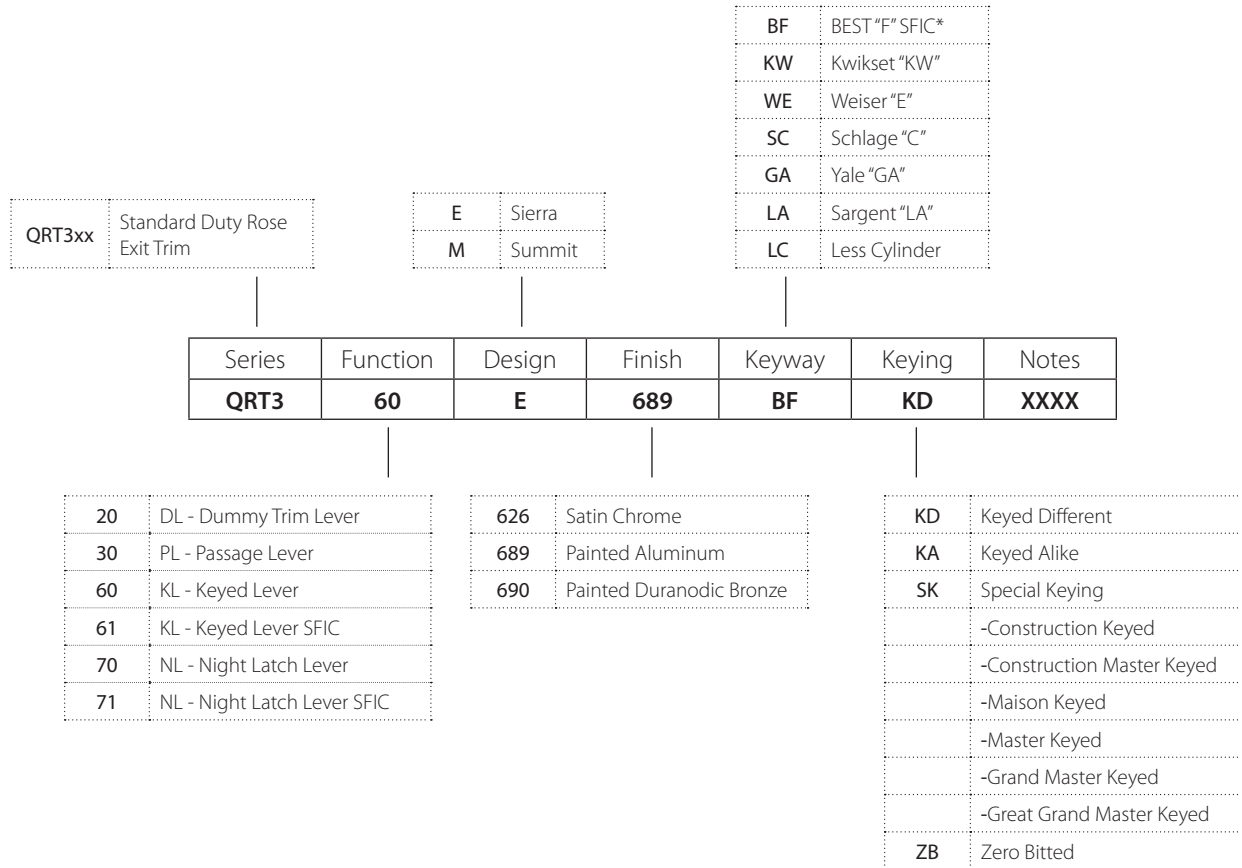 BF BEST "F" SFIC*
KW Kwikset "KW"
WE Weiser "E"
SC Schlage "C"
GA Yale "GA"
LA Sargent "LA"
LC Less Cylinder
QRT3xx Standard Duty Rose
Exit Trim
E Sierra
M Summit
Series Function Design Finish Keyway Keying Notes
QRT3 60 E 689 BF KD XXXX
20 DL - Dummy Trim Lever
30 PL - Passage Lever
60 KL - Keyed Lever
61 KL - Keyed Lever SFIC
70 NL - Night Latch Lever
71 NL - Night Latch Lever SFIC
626 Satin Chrome
689 Painted Aluminum
690 Painted Duranodic Bronze
KD Keyed Different
KA Keyed Alike
SK Special Keying
-Construction Keyed
-Construction Master Keyed
-Maison Keyed
-Master Keyed
-Grand Master Keyed
-Great Grand Master Keyed
ZB Zero Bitted